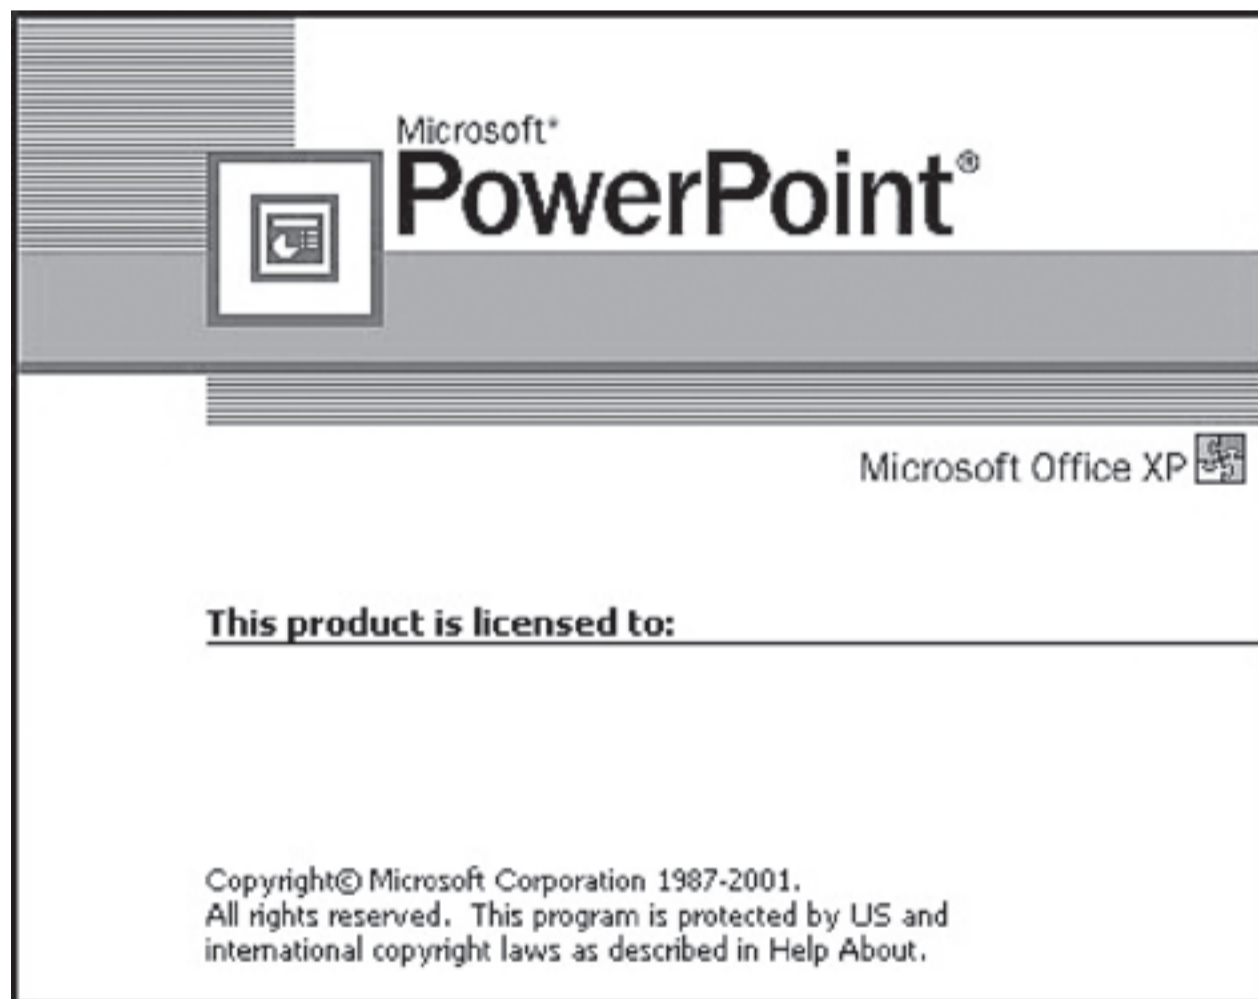 Microsoft®
PowerPoint®
Microsoft Office XP
This product is licensed to:
Copyright© Microsoft Corporation 1987-2001.
All rights reserved.  This program is protected by US and
international copyright laws as described in Help About.